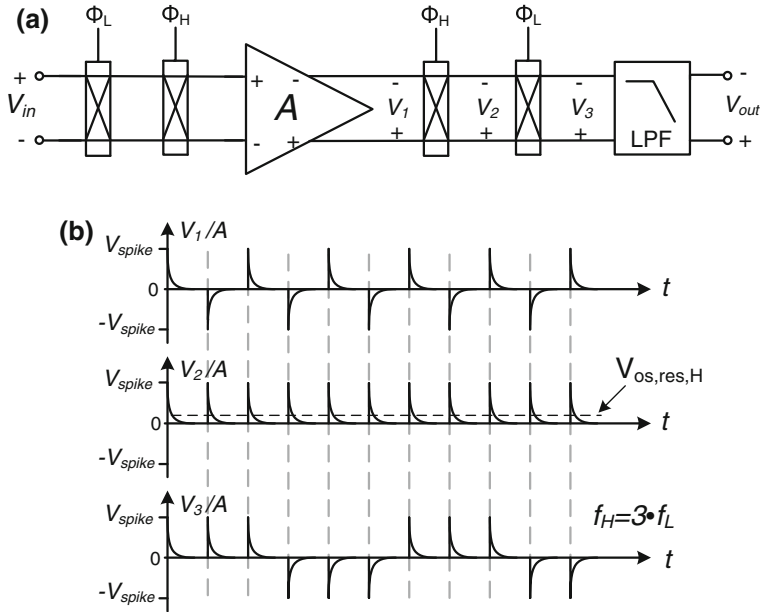 (a)
ΦL ΦH ΦH ΦL
+ + - - - - -
Vin A V1 V2 V3 LPF Vout
- - + + + + +
(b)
V1/A
Vspike
0
-Vspike
t
V2/A
Vspike
0
-Vspike
Vos,res,H
t
V3/A
Vspike
0
-Vspike
fH=3•fL
t